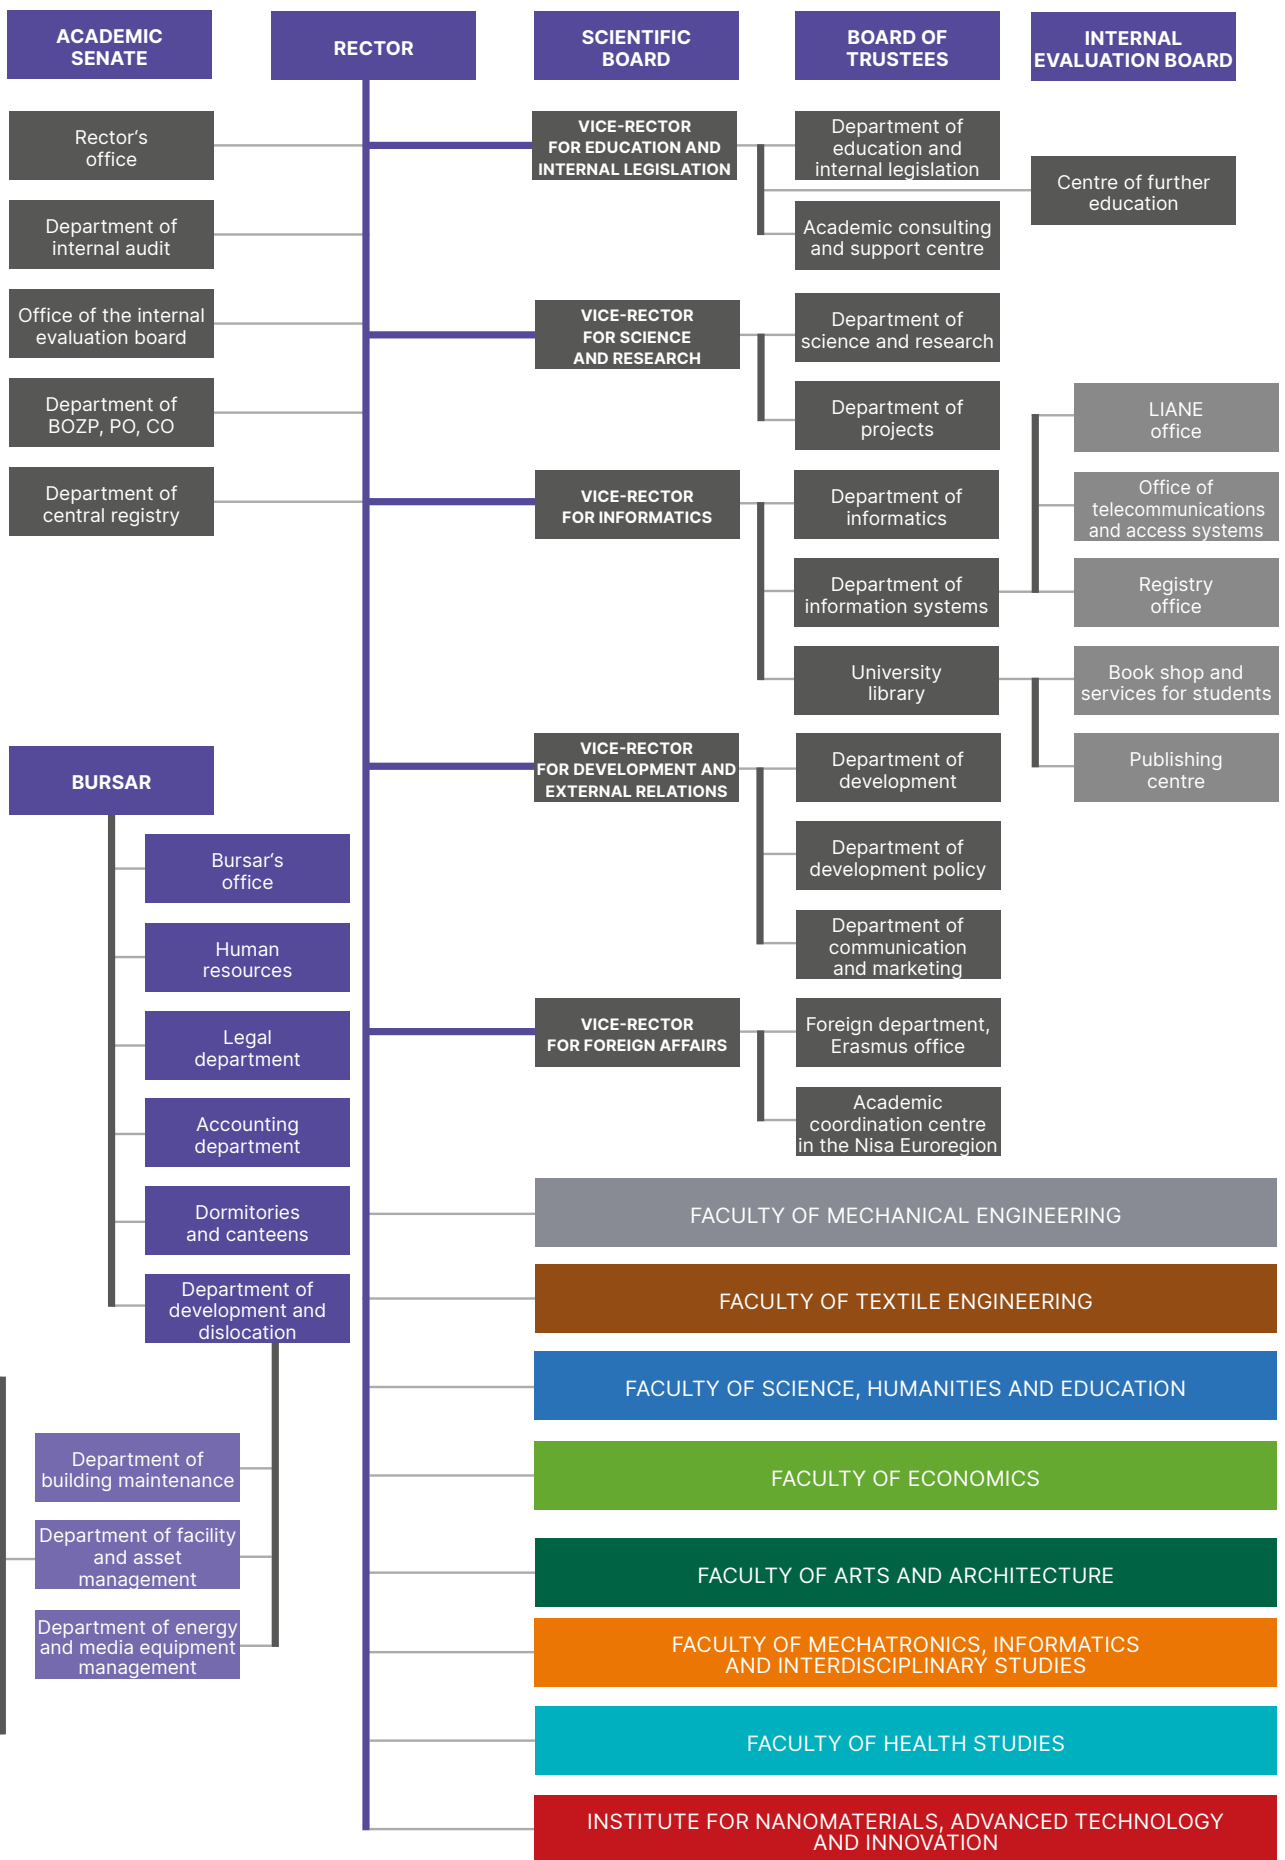 ACADEMIC
SENATE
RECTOR
SCIENTIFIC
BOARD
BOARD OF
TRUSTEES
INTERNAL
EVALUATION BOARD
Rector‘s
office
Department of
internal audit
Office of the internal
evaluation board
Department of
BOZP, PO, CO
Department of
central registry
VICE-RECTOR
FOR EDUCATION AND
INTERNAL LEGISLATION
Department of
education and
internal legislation
Centre of further
education
Academic consulting
and support centre
VICE-RECTOR
FOR SCIENCE
AND RESEARCH
Department of
science and research
Department of
projects
VICE-RECTOR
FOR INFORMATICS
Department of
informatics
Department of
information systems
University
library
LIANE
office
Office of
telecommunications
and access systems
Registry
office
Book shop and
services for students
Publishing
centre
VICE-RECTOR
FOR DEVELOPMENT AND
EXTERNAL RELATIONS
Department of
development
Department of
development policy
Department of
communication
and marketing
VICE-RECTOR
FOR FOREIGN AFFAIRS
Foreign department,
Erasmus office
Academic
coordination centre
in the Nisa Euroregion
BURSAR
Bursar‘s
office
Human
resources
Legal
department
Accounting
department
Dormitories
and canteens
Department of
development and
dislocation
Department of
building maintenance
Department of facility
and asset
management
Department of energy
and media equipment
management
FACULTY OF MECHANICAL ENGINEERING
FACULTY OF TEXTILE ENGINEERING
FACULTY OF SCIENCE, HUMANITIES AND EDUCATION
FACULTY OF ECONOMICS
FACULTY OF ARTS AND ARCHITECTURE
FACULTY OF MECHATRONICS, INFORMATICS
AND INTERDISCIPLINARY STUDIES
FACULTY OF HEALTH STUDIES
INSTITUTE FOR NANOMATERIALS, ADVANCED TECHNOLOGY
AND INNOVATION